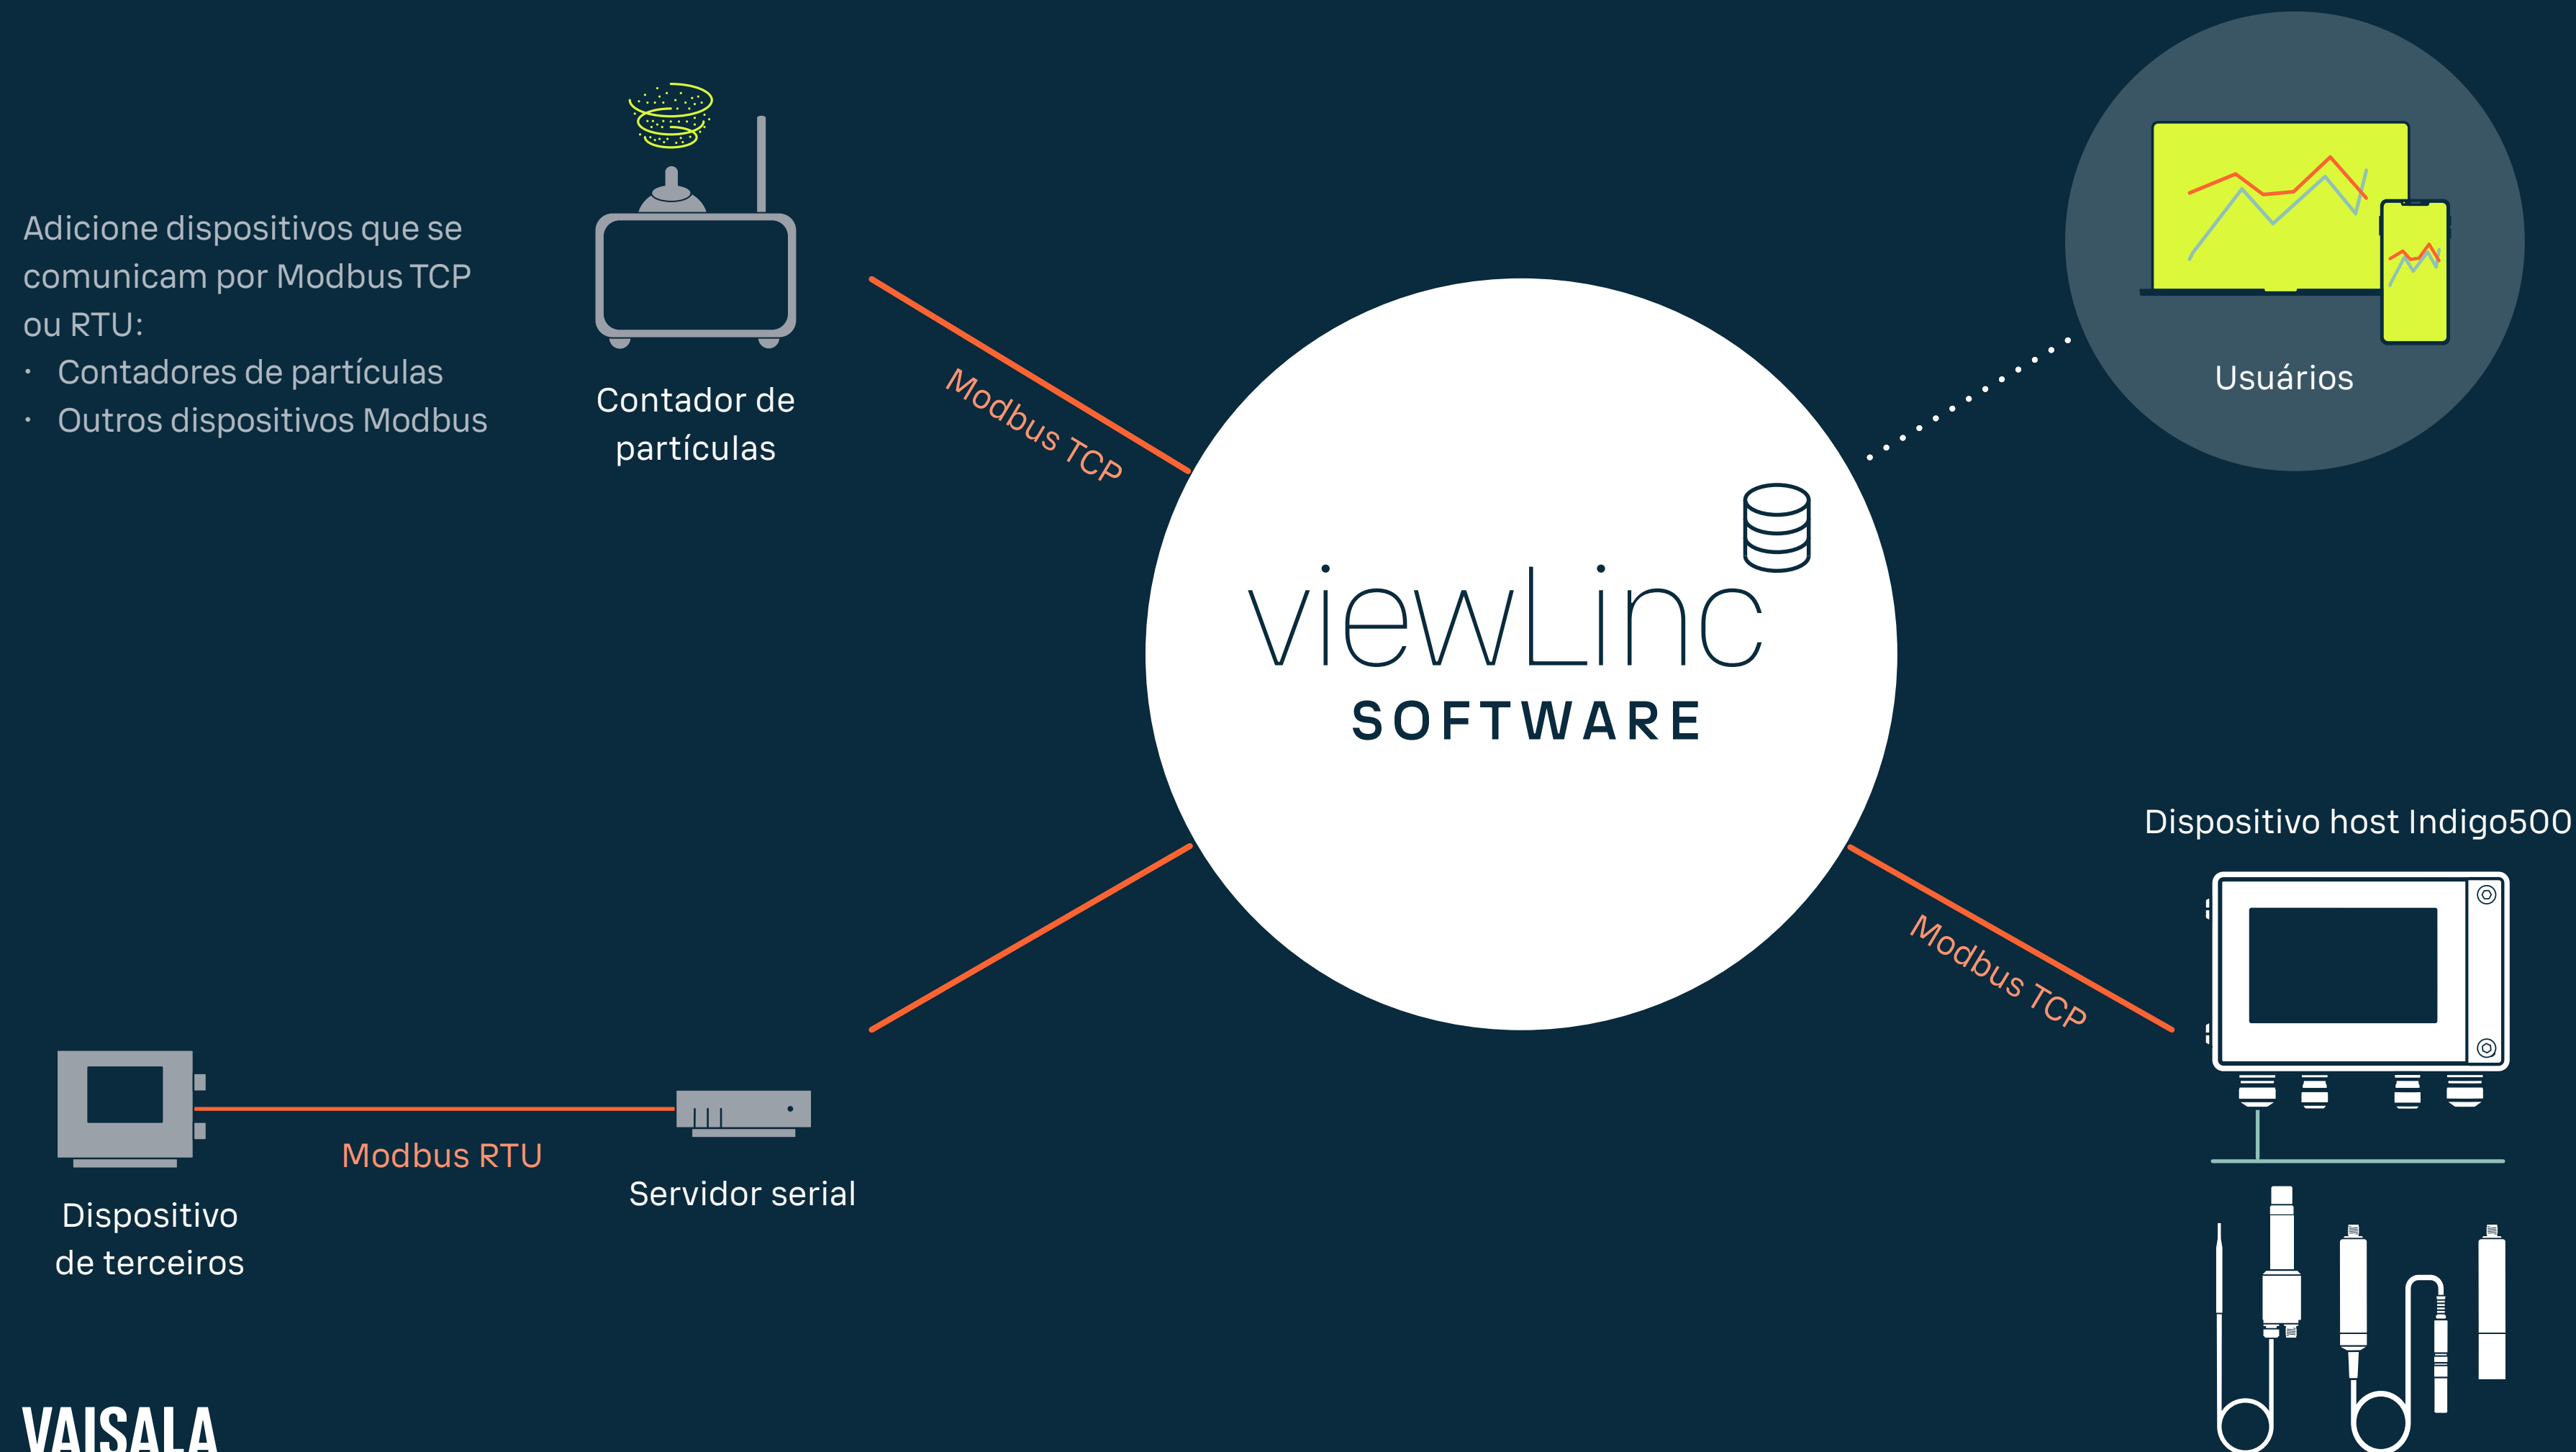 Adicione dispositivos que se
comunicam por Modbus TCP
ou RTU:
• Contadores de partículas
• Outros dispositivos Modbus
Contador de
partículas
Modbus TCP
Usuários
viewLinc
SOFTWARE
Dispositivo host Indigo500
Modbus TCP
Modbus RTU
Servidor serial
Dispositivo
de terceiros
VAISALA